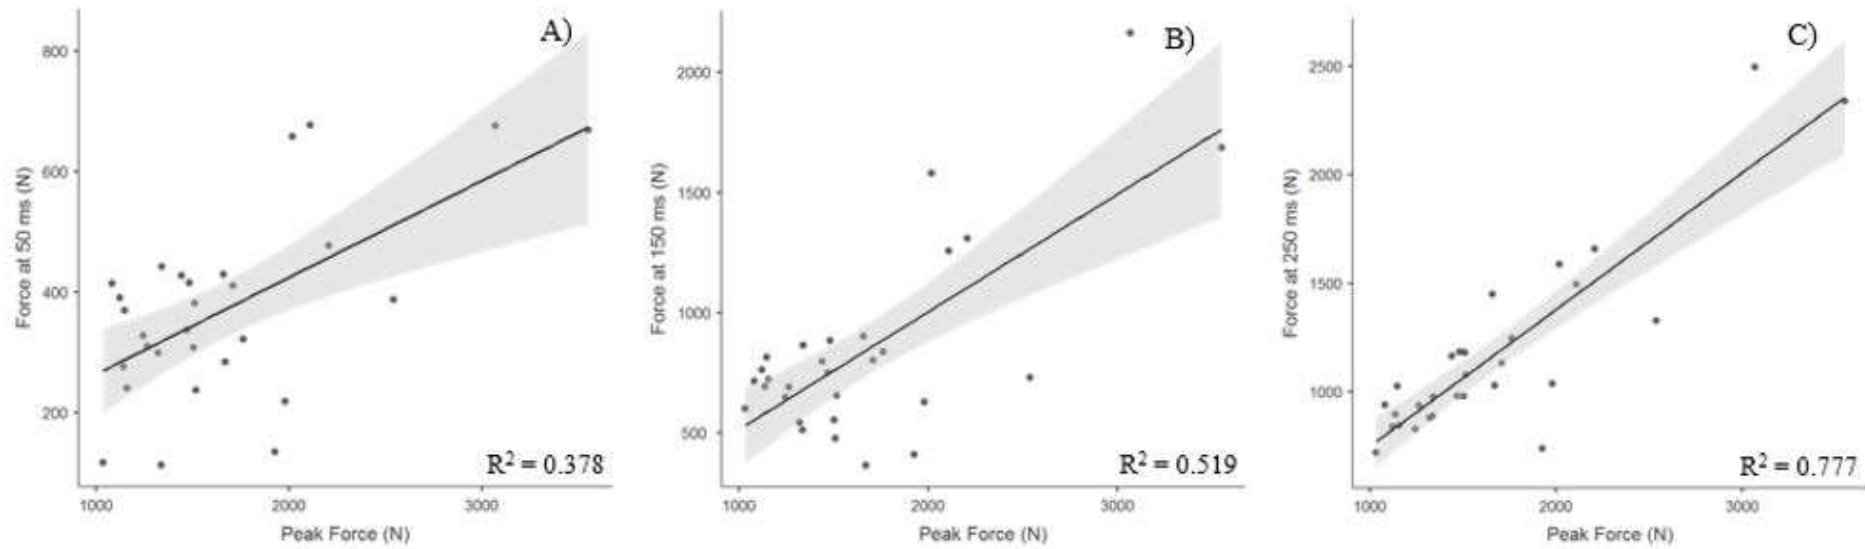 A)
Force at 50 ms (N)
800
600
400
200
R² = 0.378
1000 2000 3000
Peak Force (N)
B)
Force at 150 ms (N)
2000
1500
1000
500
R² = 0.519
1000 2000 3000
Peak Force (N)
C)
Force at 250 ms (N)
2500
2000
1500
1000
R² = 0.777
1000 2000 3000
Peak Force (N)